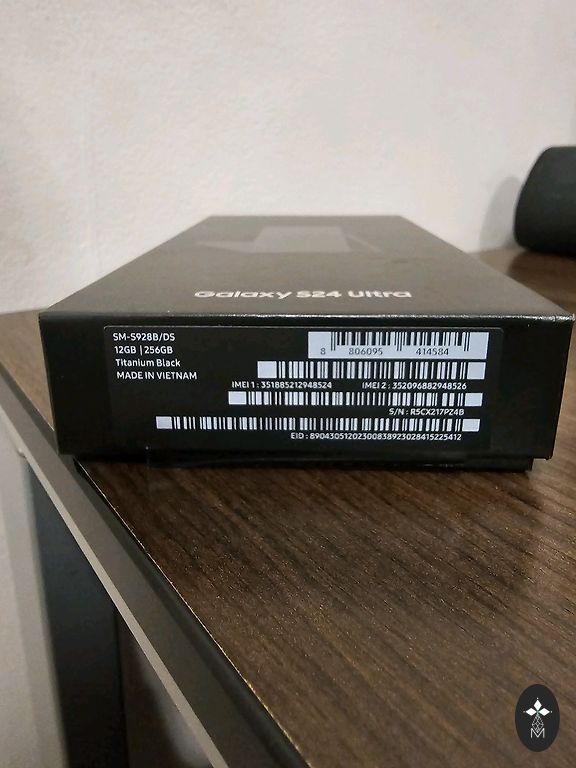 Galaxy S24 Ultra
SM-S928B/DS
12GB | 256GB
Titanium Black
MADE IN VIETNAM
8 806095 414584
IMEI 1 : 351885212948524 IMEI 2 : 352096882948526
S/N : R5CX217PZ4B
EID : 89043051202300838923028415225412
M